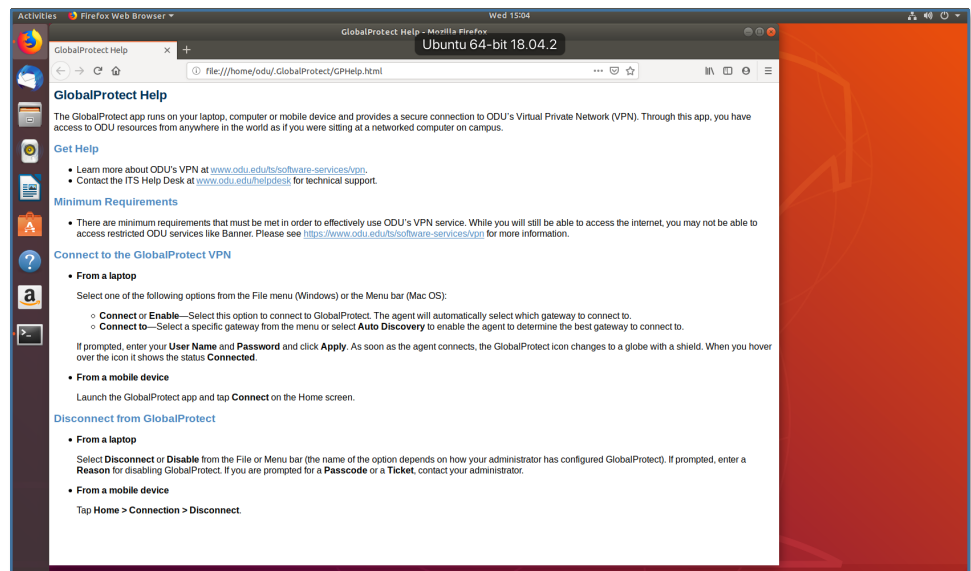 Activities Firefox Web Browser Wed 15:04
GlobalProtect Help - Mozilla Firefox
Ubuntu 64-bit 18.04.2
GlobalProtect Help
file:///home/odu/.GlobalProtect/GPHelp.html
GlobalProtect Help
The GlobalProtect app runs on your laptop, computer or mobile device and provides a secure connection to ODU's Virtual Private Network (VPN). Through this app, you have
access to ODU resources from anywhere in the world as if you were sitting at a networked computer on campus.
Get Help
• Learn more about ODU's VPN at www.odu.edu/ts/software-services/vpn.
• Contact the ITS Help Desk at www.odu.edu/helpdesk for technical support.
Minimum Requirements
• There are minimum requirements that must be met in order to effectively use ODU's VPN service. While you will still be able to access the internet, you may not be able to
access restricted ODU services like Banner. Please see https://www.odu.edu/ts/software-services/vpn for more information.
Connect to the GlobalProtect VPN
• From a laptop
Select one of the following options from the File menu (Windows) or the Menu bar (Mac OS):
○ Connect or Enable—Select this option to connect to GlobalProtect. The agent will automatically select which gateway to connect to.
○ Connect to—Select a specific gateway from the menu or select Auto Discovery to enable the agent to determine the best gateway to connect to.
If prompted, enter your User Name and Password and click Apply. As soon as the agent connects, the GlobalProtect icon changes to a globe with a shield. When you hover
over the icon it shows the status Connected.
• From a mobile device
Launch the GlobalProtect app and tap Connect on the Home screen.
Disconnect from GlobalProtect
• From a laptop
Select Disconnect or Disable from the File or Menu bar (the name of the option depends on how your administrator has configured GlobalProtect). If prompted, enter a
Reason for disabling GlobalProtect. If you are prompted for a Passcode or a Ticket, contact your administrator.
• From a mobile device
Tap Home > Connection > Disconnect.